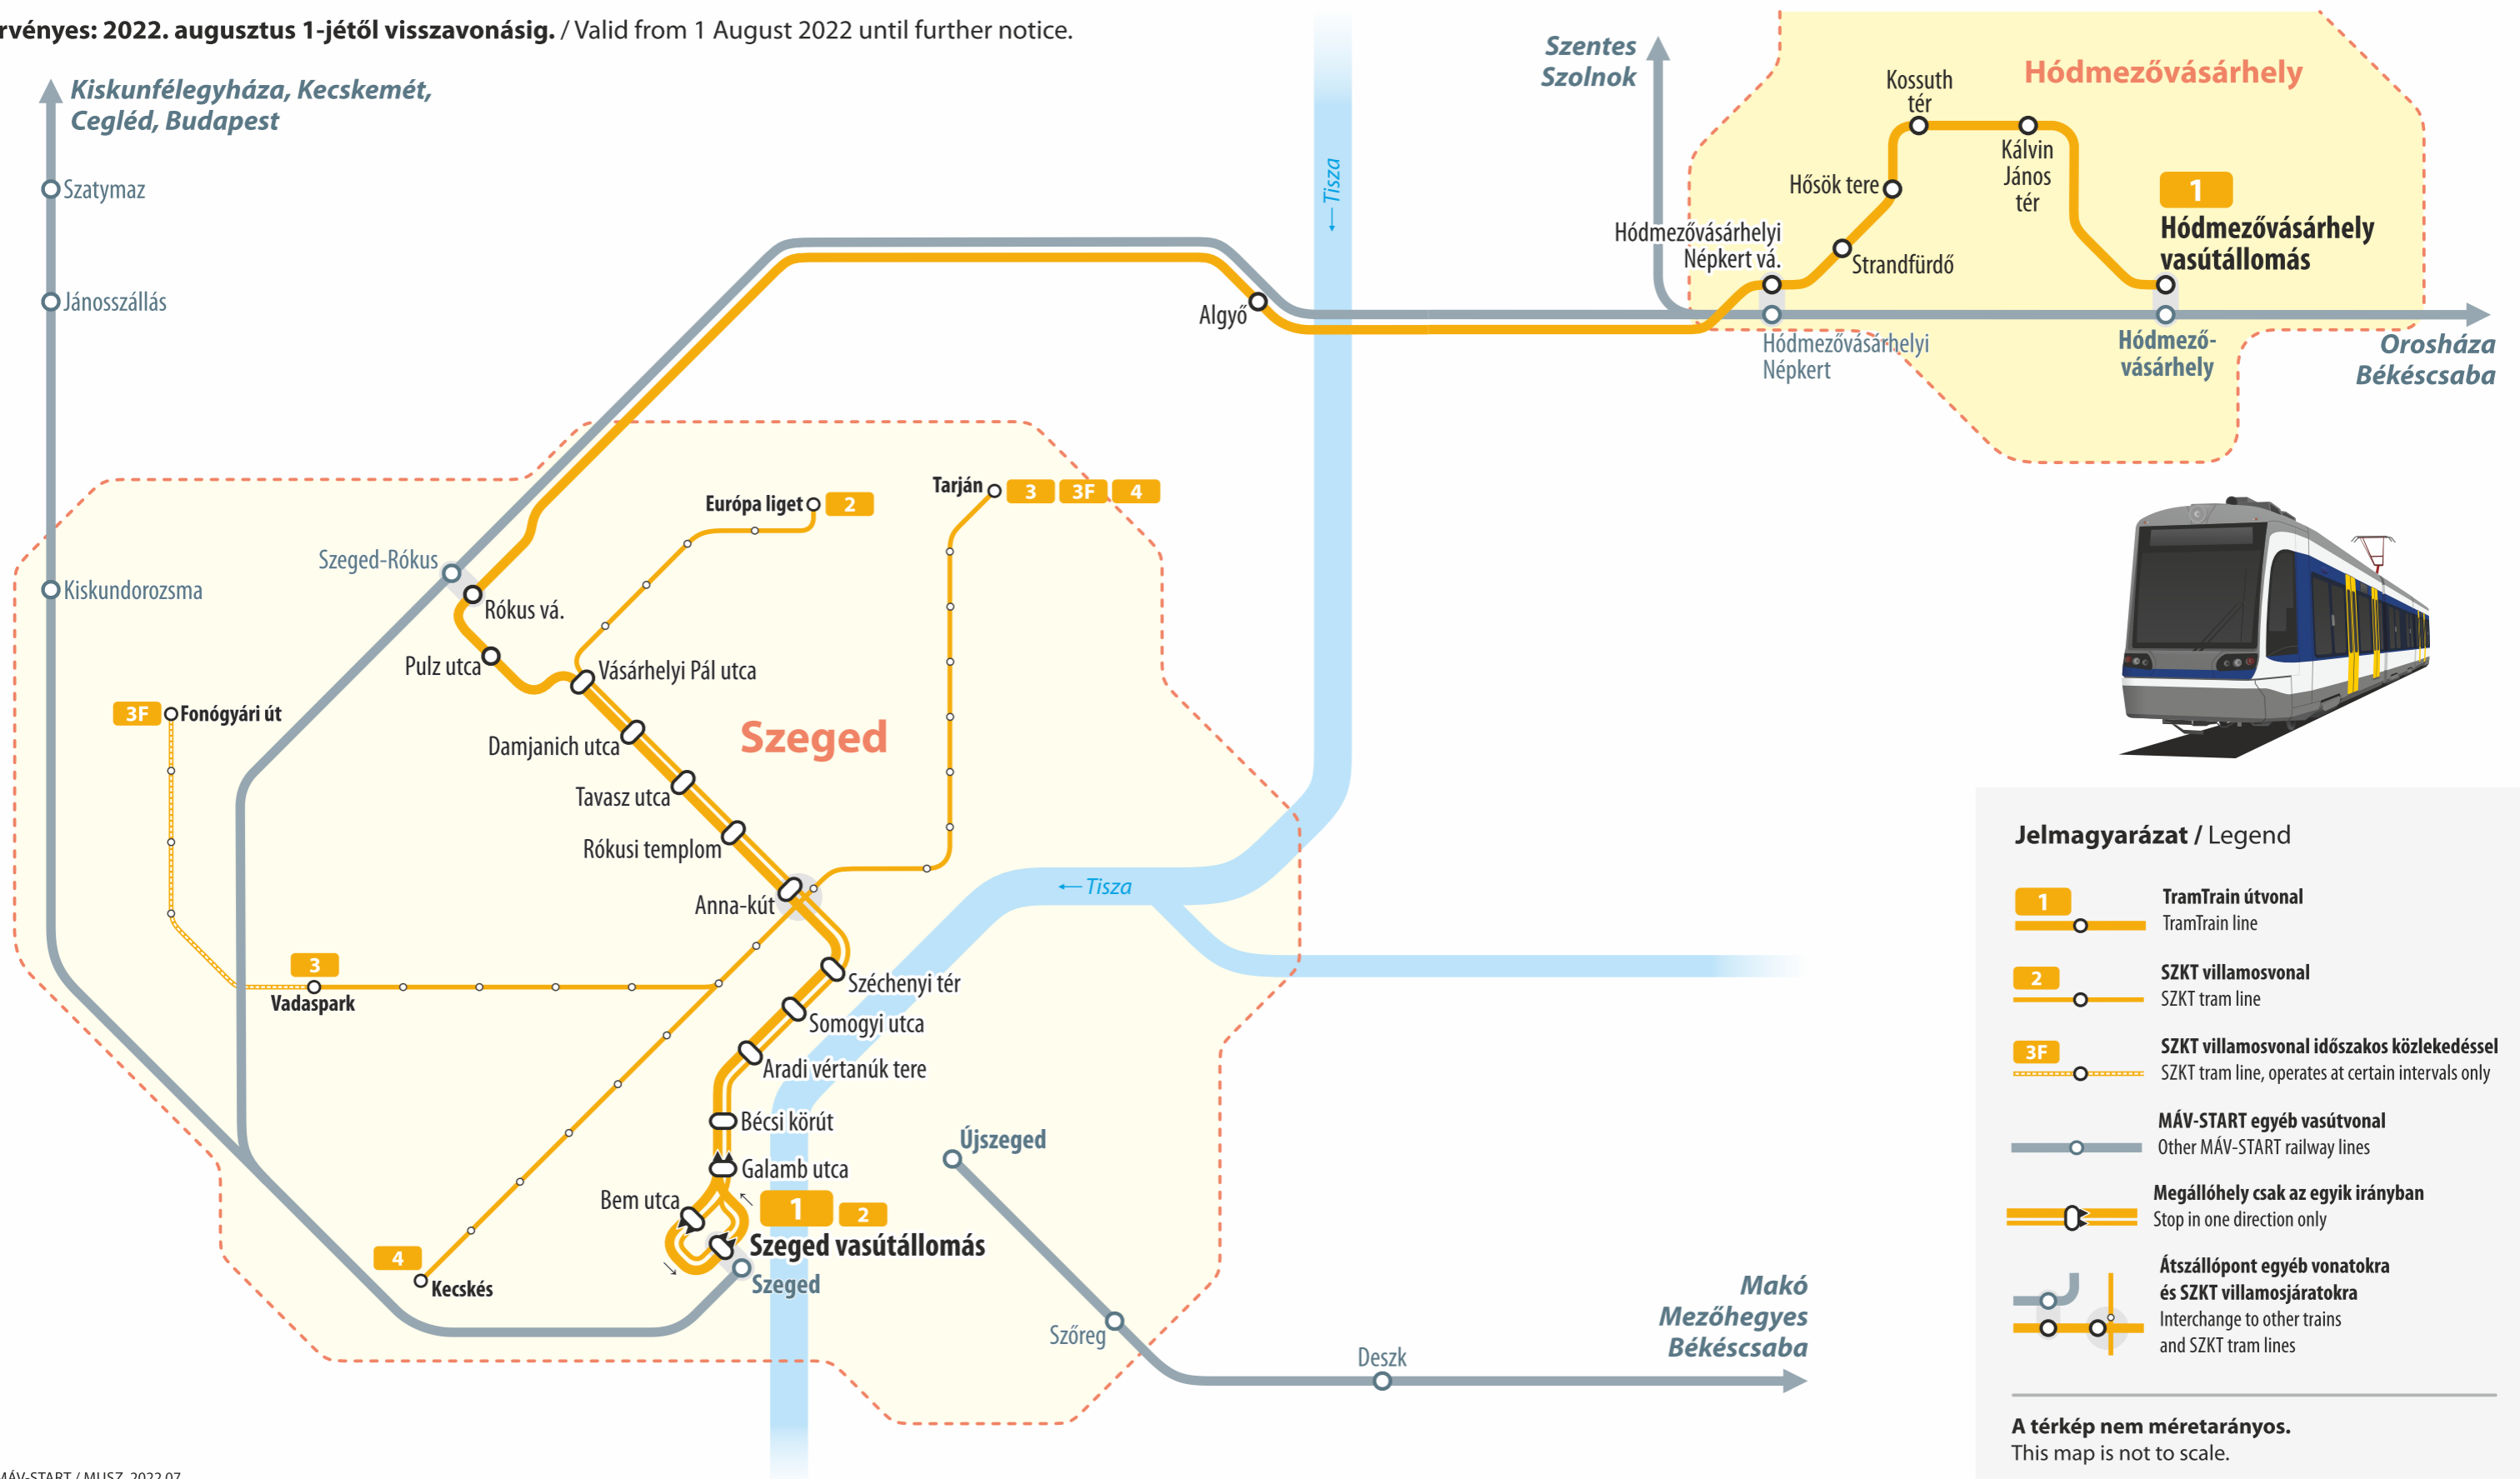 rvényes: 2022. augusztus 1-jétől visszavonásig. / Valid from 1 August 2022 until further notice.
Kiskunfélegyháza, Kecskemét,
Cegléd, Budapest
Szatymaz
Jánosszállás
Kiskundorozsma
Szentes
Szolnok
Hódmezővásárhely
Kossuth
tér
Kálvin
János
tér
Hősök tere
Strandfürdő
Hódmezővásárhelyi
Népkert vá.
1
Hódmezővásárhely
vasútállomás
Hódmezővásárhelyi
Népkert
Hódmező-
vásárhely
Orosháza
Békéscsaba
←Tisza
Algyő
Szeged-Rókus
Rókus vá.
Pulz utca
Európa liget
2
Tarján
3 3F 4
Vásárhelyi Pál utca
Damjanich utca
Szeged
Tavasz utca
Rókusi templom
Anna-kút
3F
Fonógyári út
3
Vadaspark
←Tisza
Széchenyi tér
Somogyi utca
Aradi vértanúk tere
Bécsi körút
Galamb utca
Bem utca
←
→
1 2
Szeged vasútállomás
Szeged
4
Kecskés
Újszeged
Szőreg
Deszk
Makó
Mezőhegyes
Békéscsaba
Jelmagyarázat / Legend
1
TramTrain útvonal
TramTrain line
2
SZKT villamosvonal
SZKT tram line
3F
SZKT villamosvonal időszakos közlekedéssel
SZKT tram line, operates at certain intervals only
MÁV-START egyéb vasútvonal
Other MÁV-START railway lines
Megállóhely csak az egyik irányban
Stop in one direction only
Átszállópont egyéb vonatokra
és SZKT villamosjáratokra
Interchange to other trains
and SZKT tram lines
A térkép nem méretarányos.
This map is not to scale.
MÁV-START / MUSZ, 2022.07.